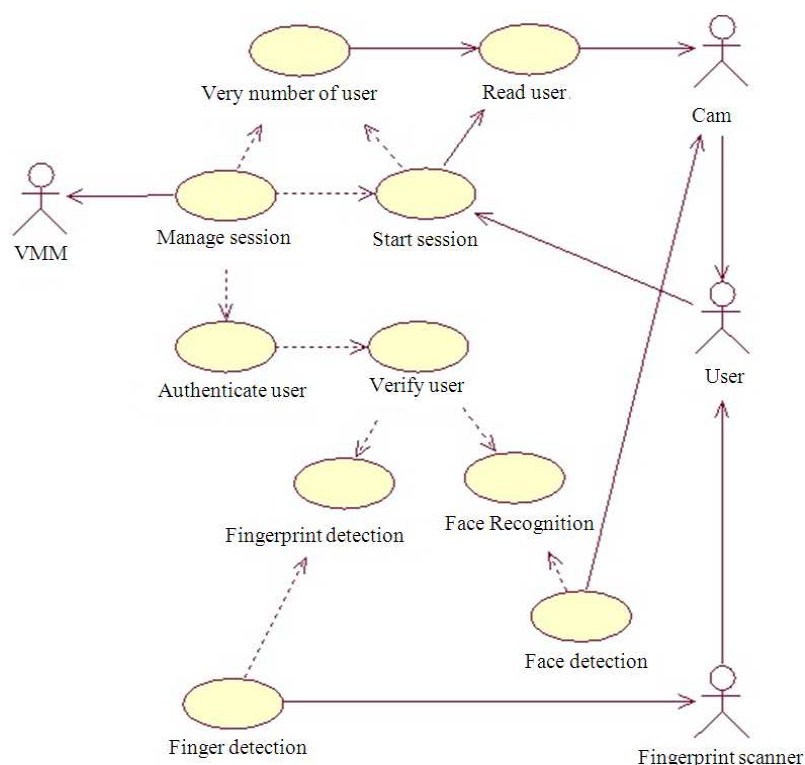 Very number of user
Read user
Cam
VMM
Manage session
Start session
Authenticate user
Verify user
User
Fingerprint detection
Face Recognition
Face detection
Finger detection
Fingerprint scanner